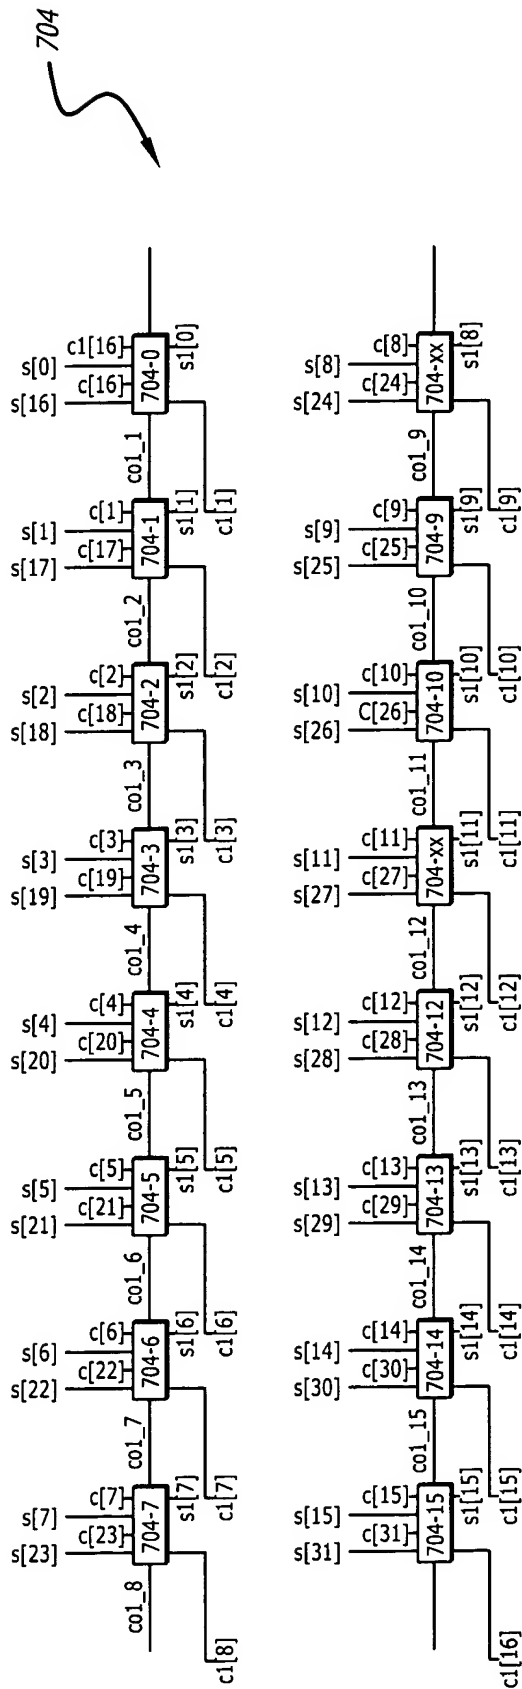 704
s[0]
c1[16]
s[16]
c[16]
704-0
s1[0]
co1_1
c1[1]
s[1]
c[1]
s[17]
c[17]
704-1
s1[1]
co1_2
c1[2]
s[2]
c[2]
s[18]
c[18]
704-2
s1[2]
co1_3
c1[3]
s[3]
c[3]
s[19]
c[19]
704-3
s1[3]
co1_4
c1[4]
s[4]
c[4]
s[20]
c[20]
704-4
s1[4]
co1_5
c1[5]
s[5]
c[5]
s[21]
c[21]
704-5
s1[5]
co1_6
c1[6]
s[6]
c[6]
s[22]
c[22]
704-6
s1[6]
co1_7
c1[7]
s[7]
c[7]
s[23]
c[23]
704-7
s1[7]
co1_8
c1[8]
s[8]
c[8]
s[24]
c[24]
704-xx
s1[8]
co1_9
c1[9]
s[9]
c[9]
s[25]
c[25]
704-9
s1[9]
co1_10
c1[10]
s[10]
c[10]
s[26]
C[26]
704-10
s1[10]
co1_11
c1[11]
s[11]
c[11]
s[27]
c[27]
704-xx
s1[11]
co1_12
c1[12]
s[12]
c[12]
s[28]
c[28]
704-12
s1[12]
co1_13
c1[13]
s[13]
c[13]
s[29]
c[29]
704-13
s1[13]
co1_14
c1[14]
s[14]
c[14]
s[30]
c[30]
704-14
s1[14]
co1_15
c1[15]
s[15]
c[15]
s[31]
c[31]
704-15
s1[15]
c1[16]